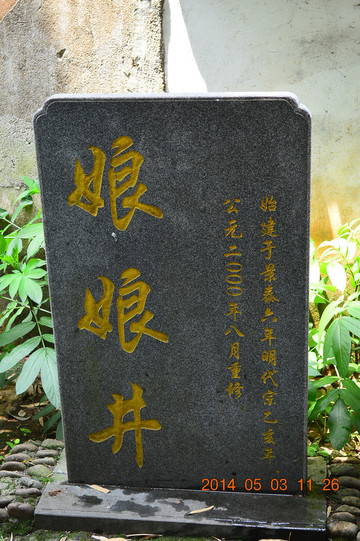 娘娘井
始建于景泰六年明代宗乙亥年
公元二000年八月重修
2014 05 03 11 26